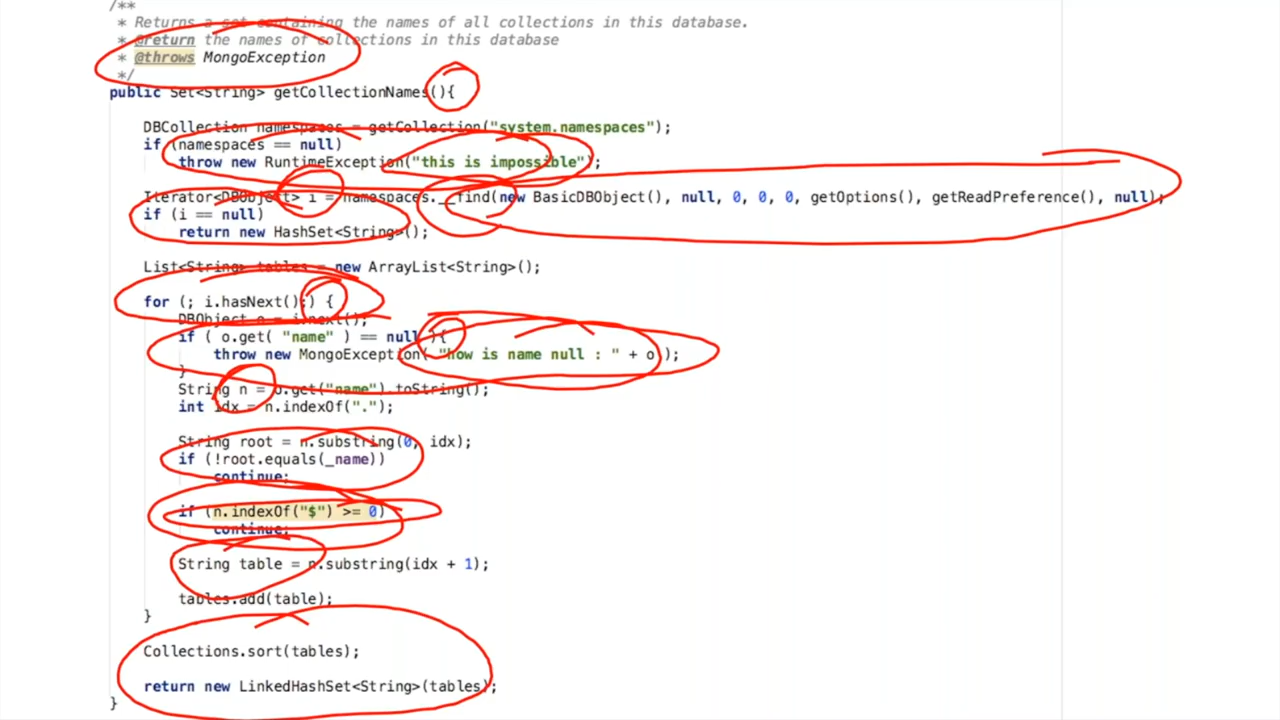 /**
* Returns a set containing the names of all collections in this database.
* @return the names of collections in this database
* @throws MongoException
*/
public Set<String> getCollectionNames(){
DBCollection namespaces = getCollection("system.namespaces");
if (namespaces == null)
throw new RuntimeException("this is impossible");
Iterator<DBObject> i = namespaces.__find(new BasicDBObject(), null, 0, 0, 0, getOptions(), getReadPreference(), null);
if (i == null)
return new HashSet<String>();
List<String> tables = new ArrayList<String>();
for (; i.hasNext();) {
DBObject o = i.next();
if ( o.get( "name" ) == null ){
throw new MongoException( "how is name null : " + o );
}
String n = o.get("name").toString();
int idx = n.indexOf(".");
String root = n.substring(0, idx);
if (!root.equals(_name))
continue;
if (n.indexOf("$") >= 0)
continue;
String table = n.substring(idx + 1);
tables.add(table);
}
Collections.sort(tables);
return new LinkedHashSet<String>(tables);
}